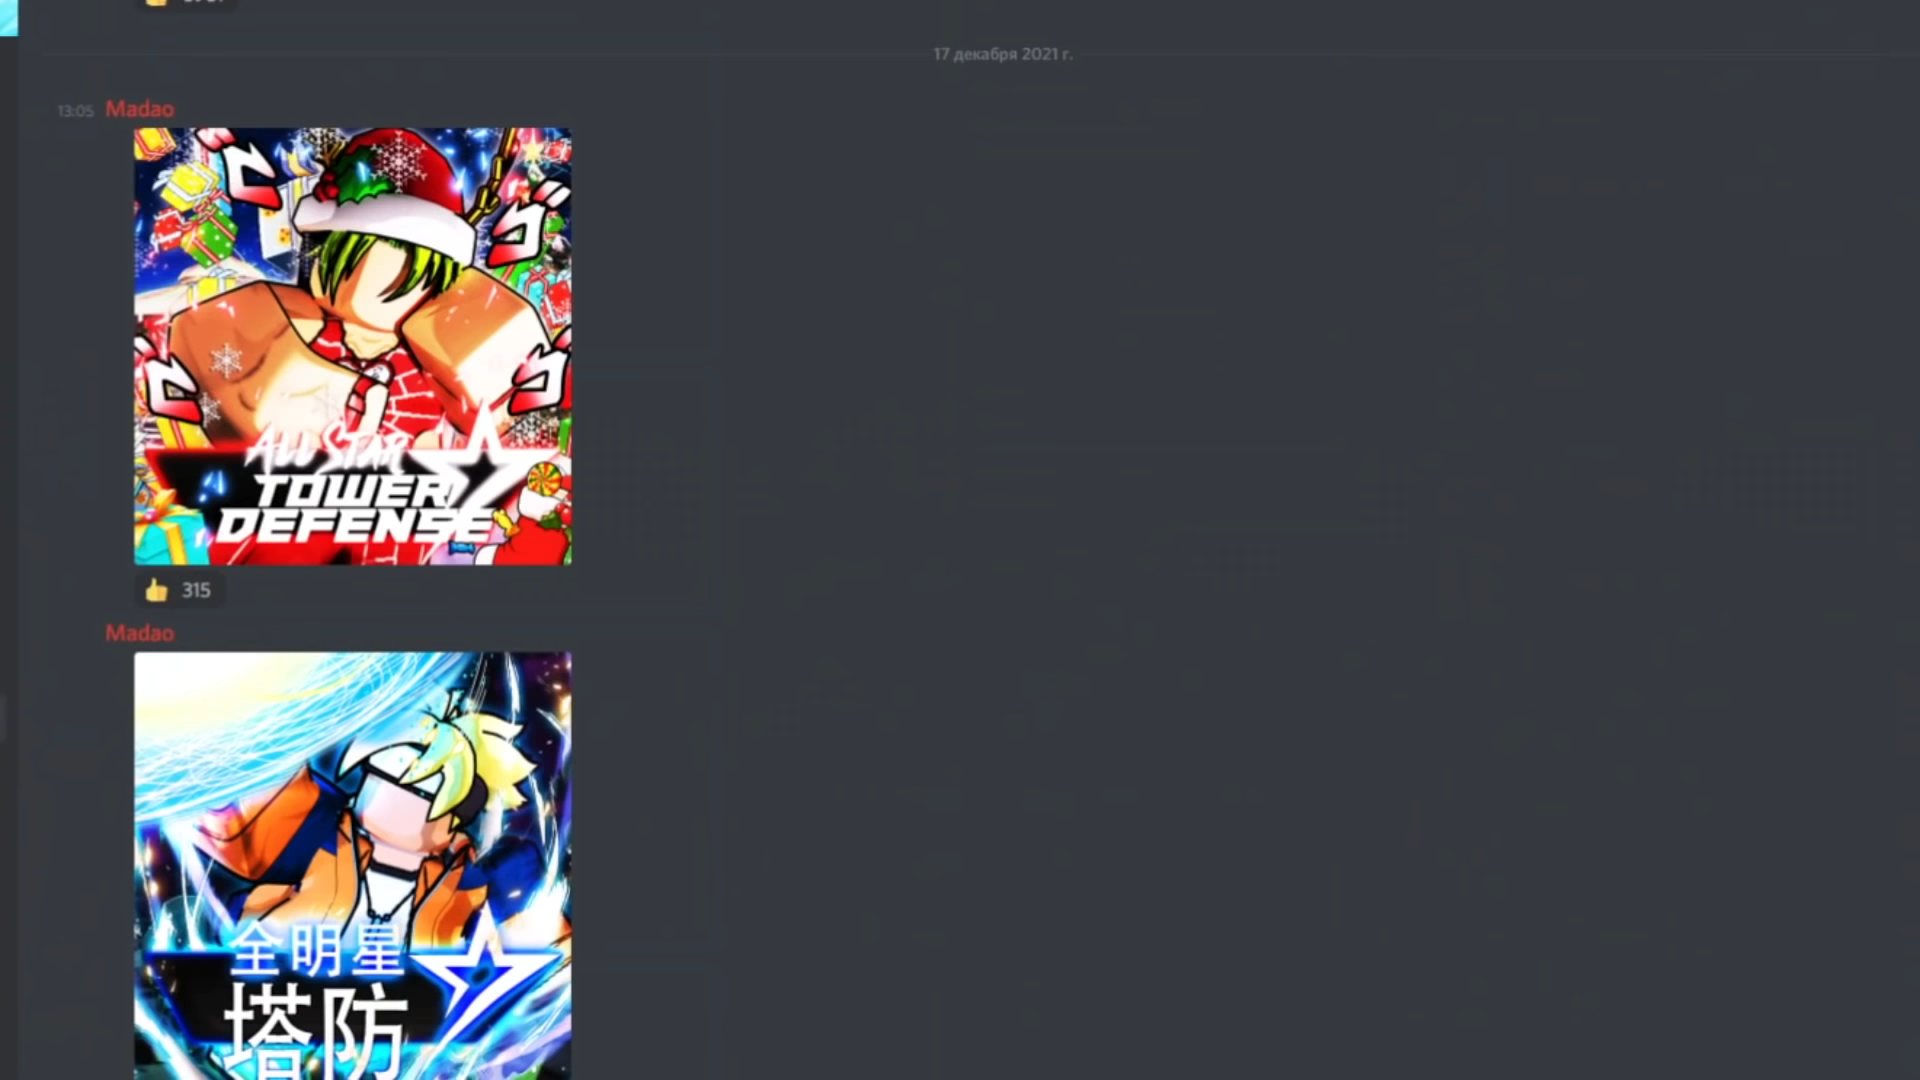 17 декабря 2021 г.
13:05 Madao
ALL STAR
TOWER
DEFENSE
315
Madao
全明星
塔防